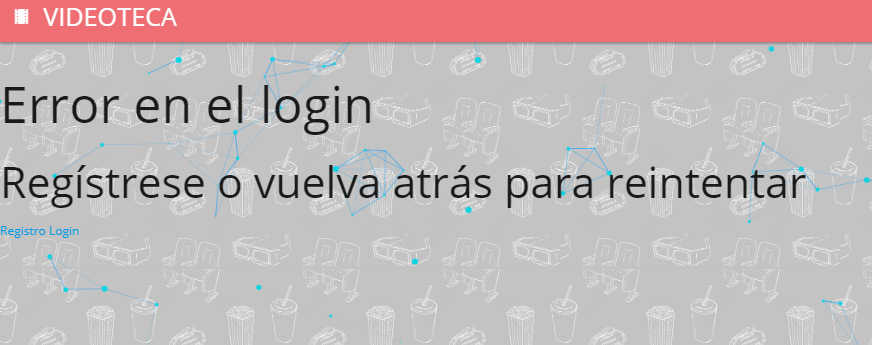 VIDEOTECA
Error en el login
Regístrese o vuelva atrás para reintentar
Registro Login